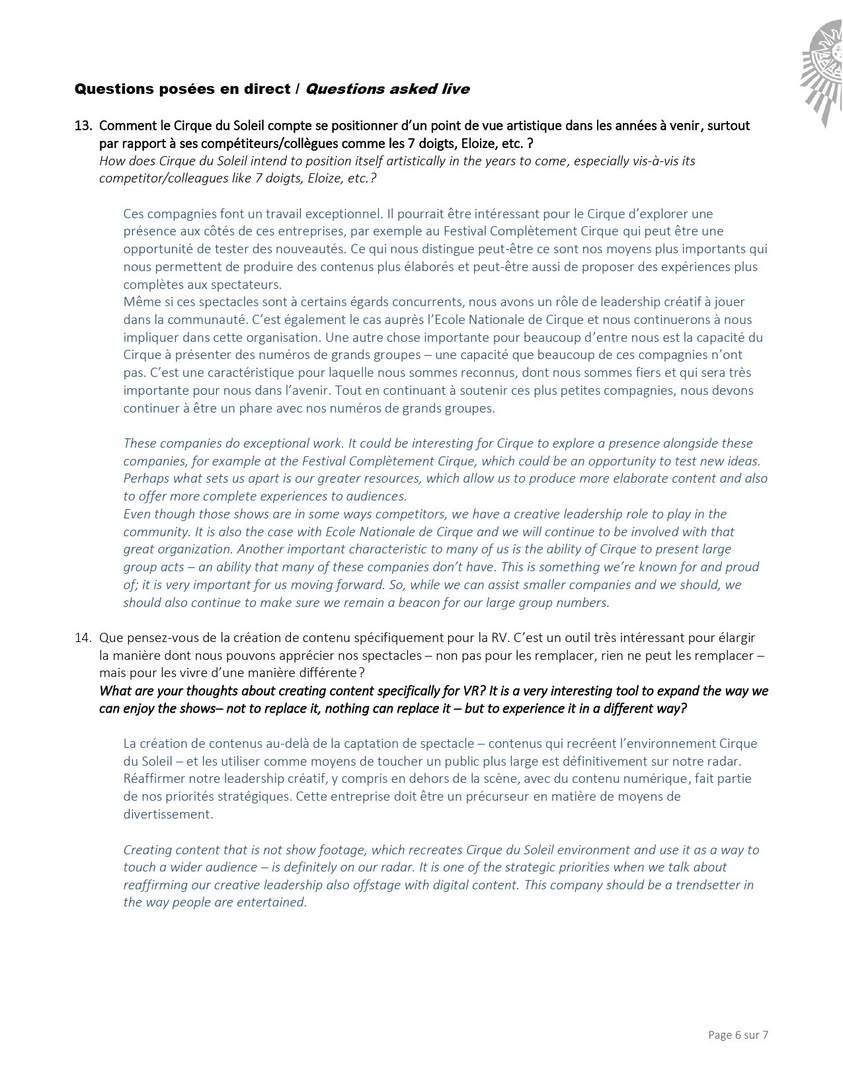 Questions posées en direct / Questions asked live
13. Comment le Cirque du Soleil compte se positionner d’un point de vue artistique dans les années à venir, surtout
par rapport à ses compétiteurs/collègues comme les 7 doigts, Eloize, etc. ?
How does Cirque du Soleil intend to position itself artistically in the years to come, especially vis-à-vis its
competitor/colleagues like 7 doigts, Eloize, etc.?
Ces compagnies font un travail exceptionnel. Il pourrait être intéressant pour le Cirque d’explorer une
présence aux côtés de ces entreprises, par exemple au Festival Complètement Cirque qui peut être une
opportunité de tester des nouveautés. Ce qui nous distingue peut-être ce sont nos moyens plus importants qui
nous permettent de produire des contenus plus élaborés et peut-être aussi de proposer des expériences plus
complètes aux spectateurs.
Même si ces spectacles sont à certains égards concurrents, nous avons un rôle de leadership créatif à jouer
dans la communauté. C’est également le cas auprès l’Ecole Nationale de Cirque et nous continuerons à nous
impliquer dans cette organisation. Une autre chose importante pour beaucoup d’entre nous est la capacité du
Cirque à présenter des numéros de grands groupes – une capacité que beaucoup de ces compagnies n’ont
pas. C’est une caractéristique pour laquelle nous sommes reconnus, dont nous sommes fiers et qui sera très
importante pour nous dans l’avenir. Tout en continuant à soutenir ces plus petites compagnies, nous devons
continuer à être un phare avec nos numéros de grands groupes.
These companies do exceptional work. It could be interesting for Cirque to explore a presence alongside these
companies, for example at the Festival Complètement Cirque, which could be an opportunity to test new ideas.
Perhaps what sets us apart is our greater resources, which allow us to produce more elaborate content and also
to offer more complete experiences to audiences.
Even though those shows are in some ways competitors, we have a creative leadership role to play in the
community. It is also the case with Ecole Nationale de Cirque and we will continue to be involved with that
great organization. Another important characteristic to many of us is the ability of Cirque to present large
group acts – an ability that many of these companies don’t have. This is something we’re known for and proud
of; it is very important for us moving forward. So, while we can assist smaller companies and we should, we
should also continue to make sure we remain a beacon for our large group numbers.
14. Que pensez-vous de la création de contenu spécifiquement pour la RV. C’est un outil très intéressant pour élargir
la manière dont nous pouvons apprécier nos spectacles – non pas pour les remplacer, rien ne peut les remplacer –
mais pour les vivre d’une manière différente ?
What are your thoughts about creating content specifically for VR? It is a very interesting tool to expand the way we
can enjoy the shows– not to replace it, nothing can replace it – but to experience it in a different way?
La création de contenus au-delà de la captation de spectacle – contenus qui recréent l’environnement Cirque
du Soleil – et les utiliser comme moyens de toucher un public plus large est définitivement sur notre radar.
Réaffirmer notre leadership créatif, y compris en dehors de la scène, avec du contenu numérique, fait partie
de nos priorités stratégiques. Cette entreprise doit être un précurseur en matière de moyens de
divertissement.
Creating content that is not show footage, which recreates Cirque du Soleil environment and use it as a way to
touch a wider audience – is definitely on our radar. It is one of the strategic priorities when we talk about
reaffirming our creative leadership also offstage with digital content. This company should be a trendsetter in
the way people are entertained.
Page 6 sur 7